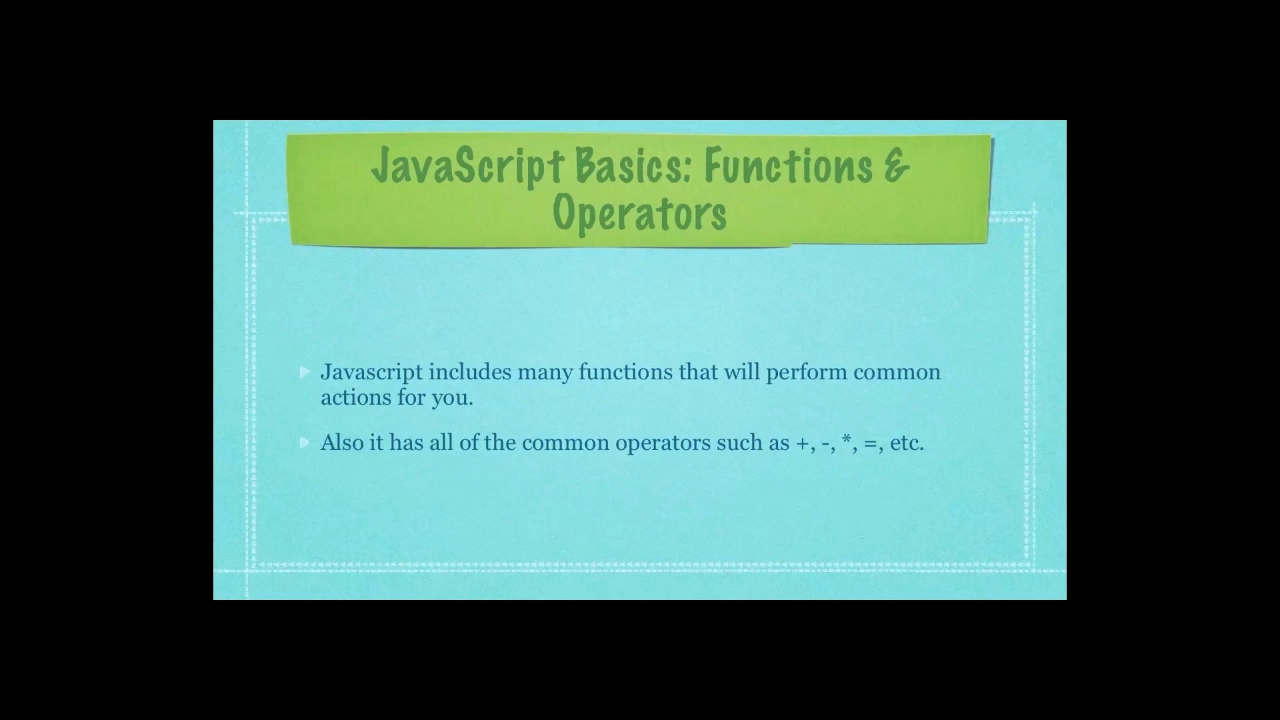 JavaScript Basics: Functions &
Operators
Javascript includes many functions that will perform common
actions for you.
Also it has all of the common operators such as +, -, *, =, etc.